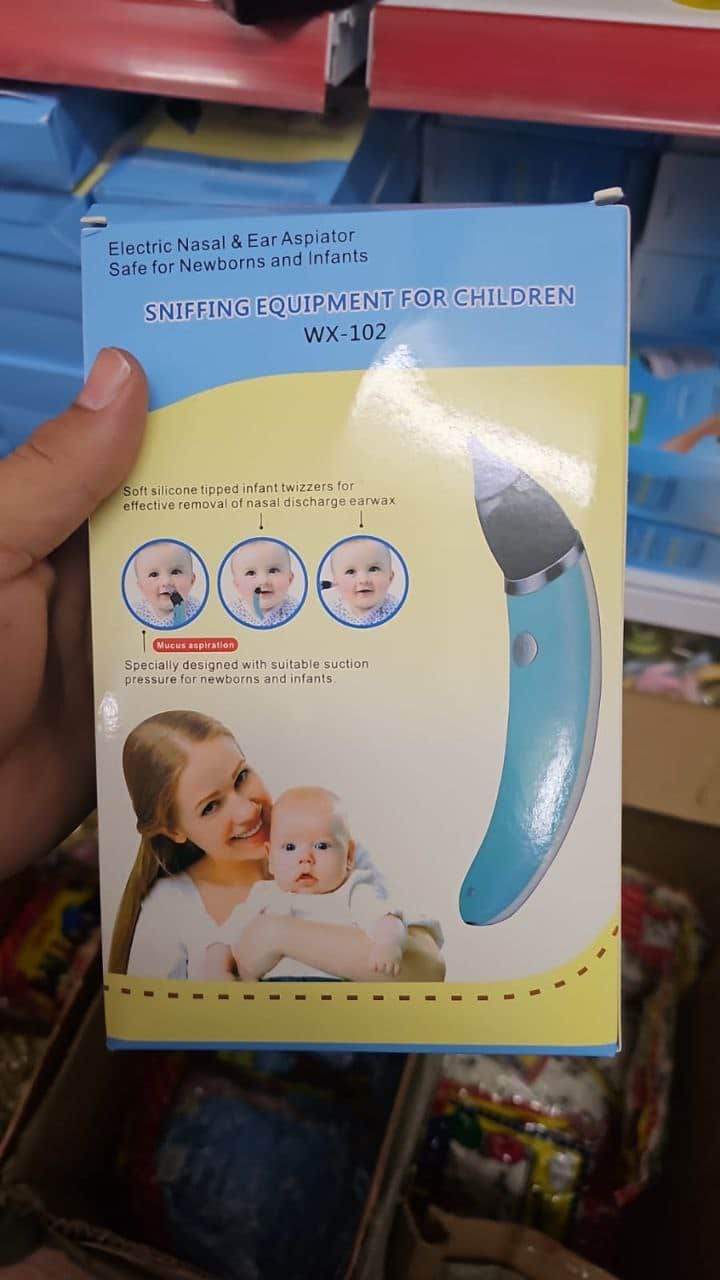 Electric Nasal & Ear Aspiator
Safe for Newborns and Infants
SNIFFING EQUIPMENT FOR CHILDREN
WX-102
Soft silicone tipped infant twizzers for
effective removal of nasal discharge earwax
Mucus aspiration
Specially designed with suitable suction
pressure for newborns and infants.